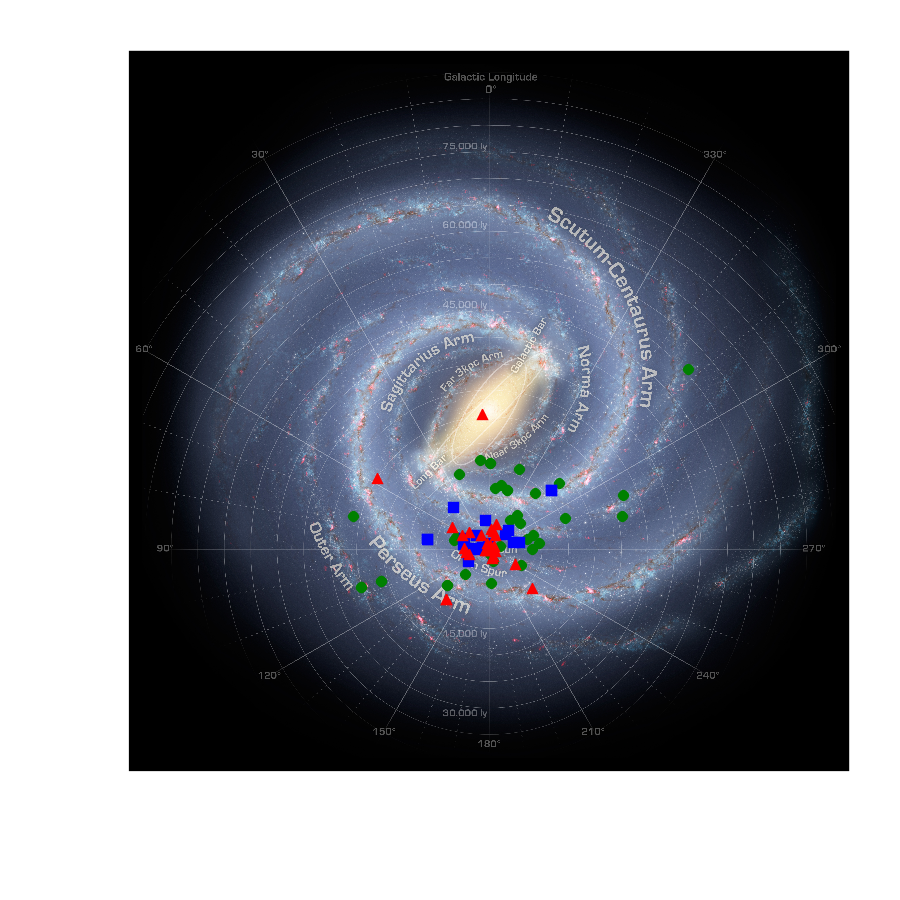 Galactic Longitude
0°
30°
330°
75,000 ly
60,000 ly
Scutum-Centaurus Arm
45,000 ly
60°
300°
Sagittarius Arm
Far 3kpc Arm
Galactic Bar
Norma Arm
Near 3kpc Arm
Long Bar
90°
270°
Outer Arm
Perseus Arm
Spur
15,000 ly
120°
240°
30,000 ly
150°
210°
180°